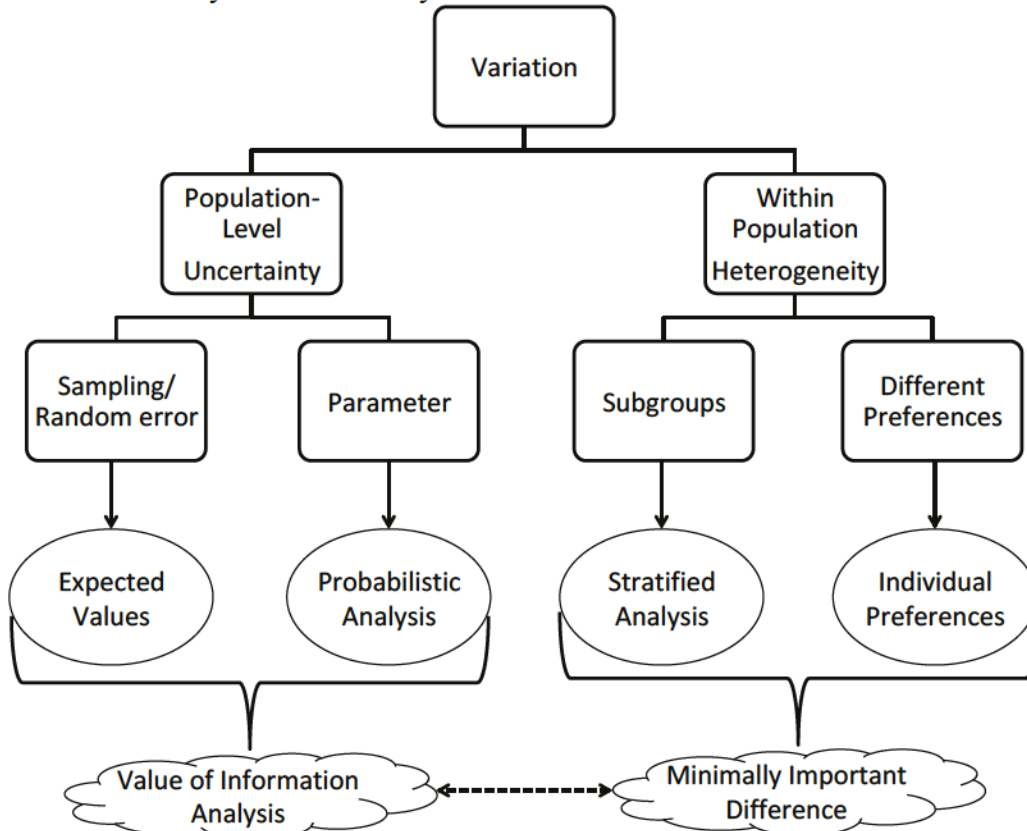 Variation
Population-
Level
Uncertainty
Within
Population
Heterogeneity
Sampling/
Random error
Parameter
Subgroups
Different
Preferences
Expected
Values
Probabilistic
Analysis
Stratified
Analysis
Individual
Preferences
Value of Information
Analysis
Minimally Important
Difference